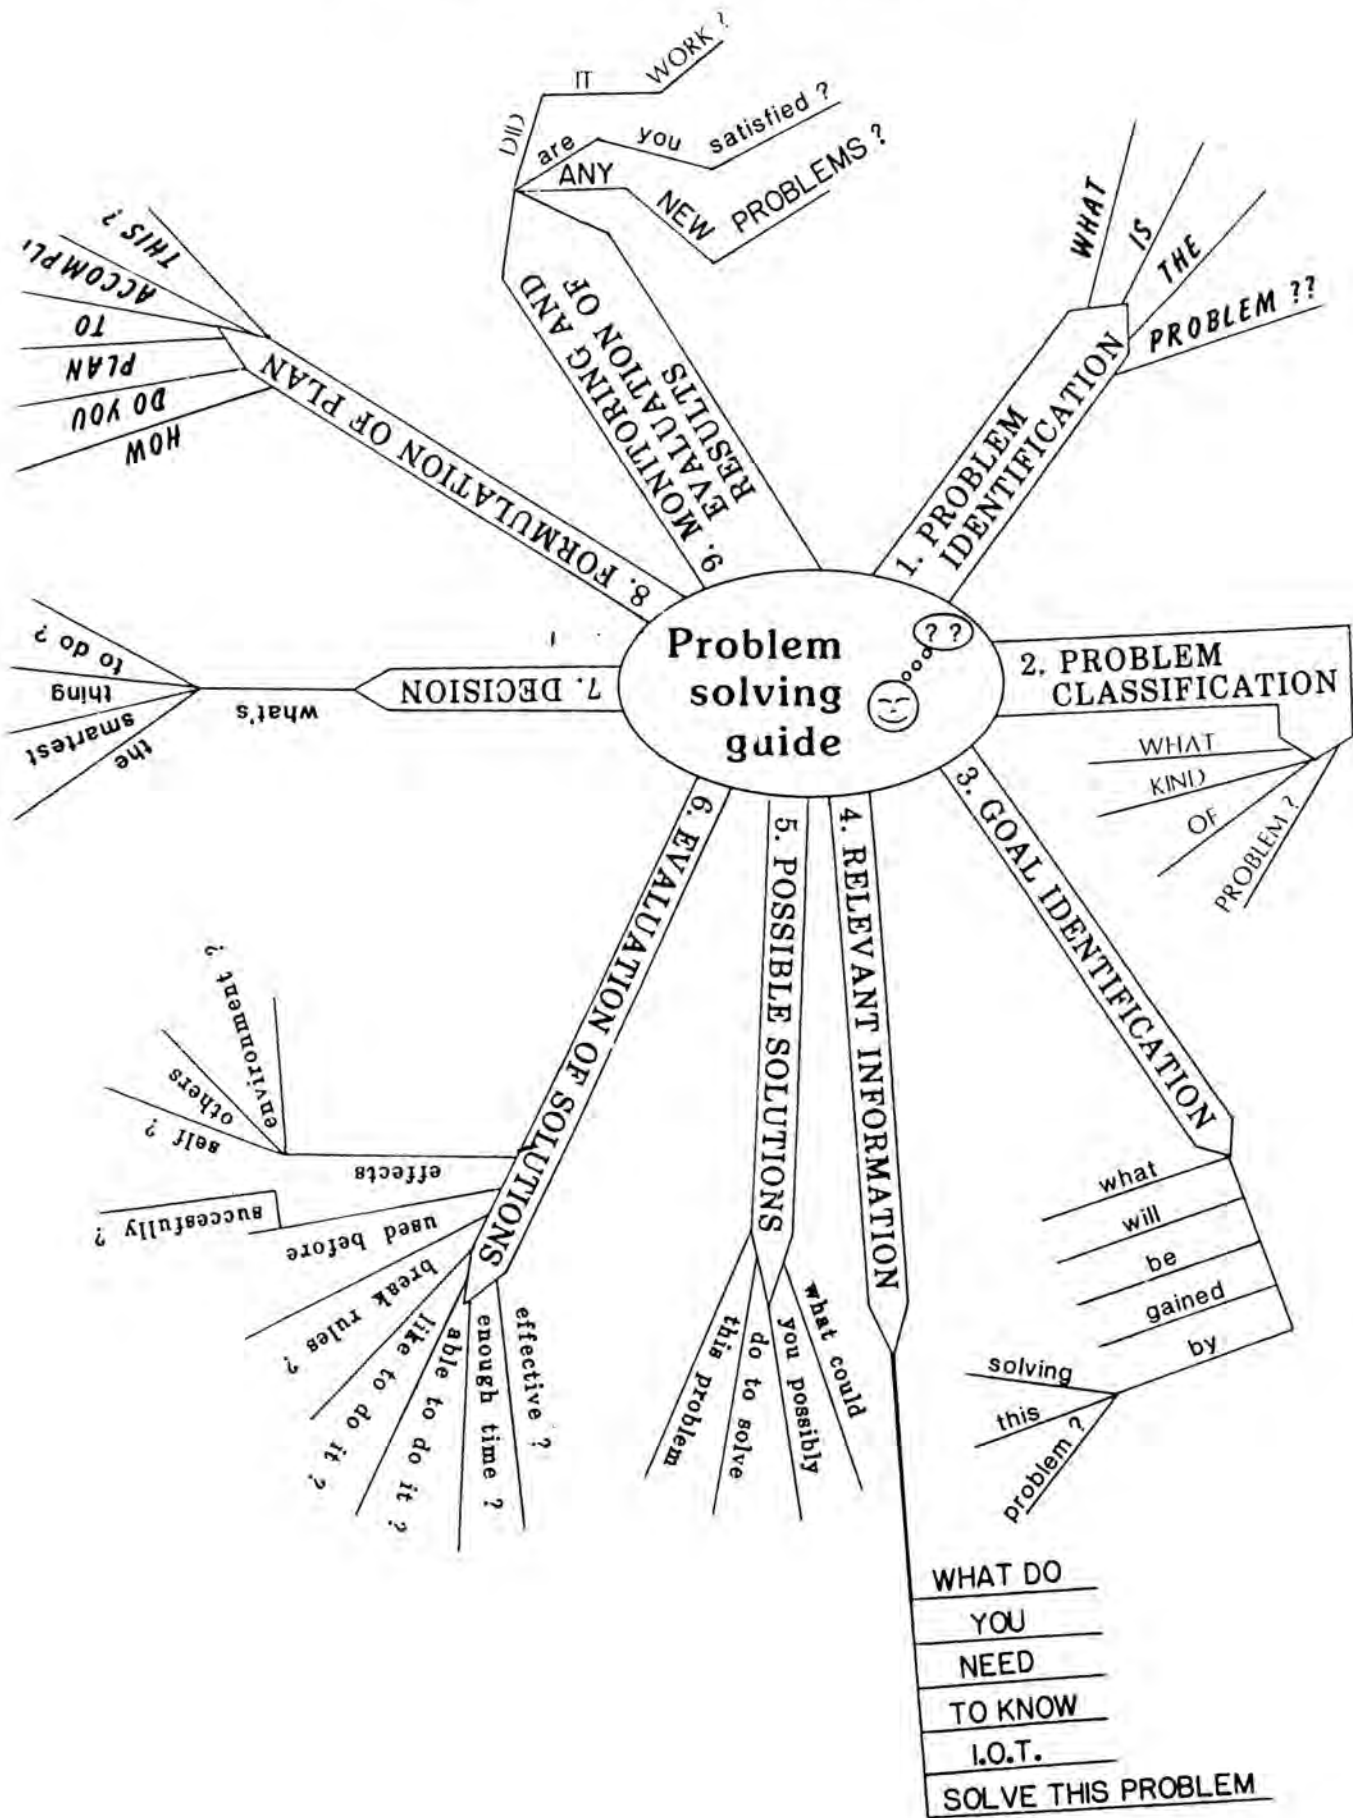 Problem
solving
guide
? ?
1. PROBLEM
IDENTIFICATION
WHAT
IS
THE
PROBLEM ??
2. PROBLEM
CLASSIFICATION
WHAT
KIND
OF
PROBLEM ?
3. GOAL IDENTIFICATION
what
will
be
gained
by
solving
this
problem ?
4. RELEVANT INFORMATION
WHAT DO
YOU
NEED
TO KNOW
I.O.T.
SOLVE THIS PROBLEM
5. POSSIBLE SOLUTIONS
what could
you possibly
do to solve
this problem
6. EVALUATION OF SOLUTIONS
effective ?
enough time ?
able to do it ?
like to do it ?
break rules ?
used before
succesfully ?
effects
self ?
others
environment ?
7. DECISION
what's
the
smartest
thing
to do ?
8. FORMULATION OF PLAN
HOW
DO YOU
PLAN
TO
ACCOMPLI
THIS ?
9. MONITORING AND
EVALUATION OF
RESULTS
DID
IT
WORK ?
are
you
satisfied ?
ANY
NEW
PROBLEMS ?